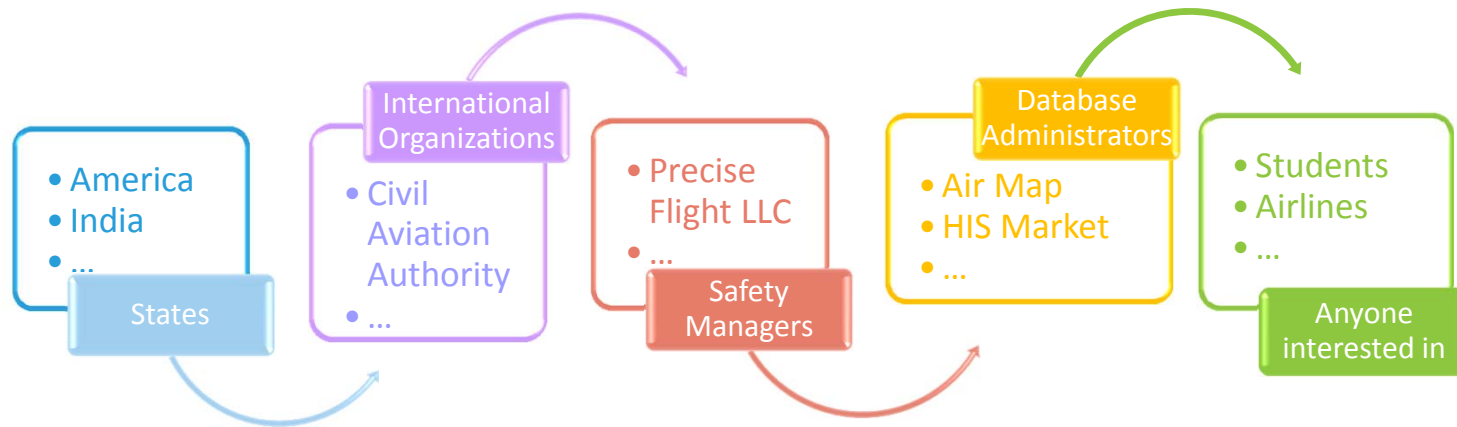 • America
• India
• ...
States
International
Organizations
• Civil
Aviation
Authority
• ...
• Precise
Flight LLC
• ...
Safety
Managers
Database
Administrators
• Air Map
• HIS Market
• ...
• Students
• Airlines
• ...
Anyone
interested in